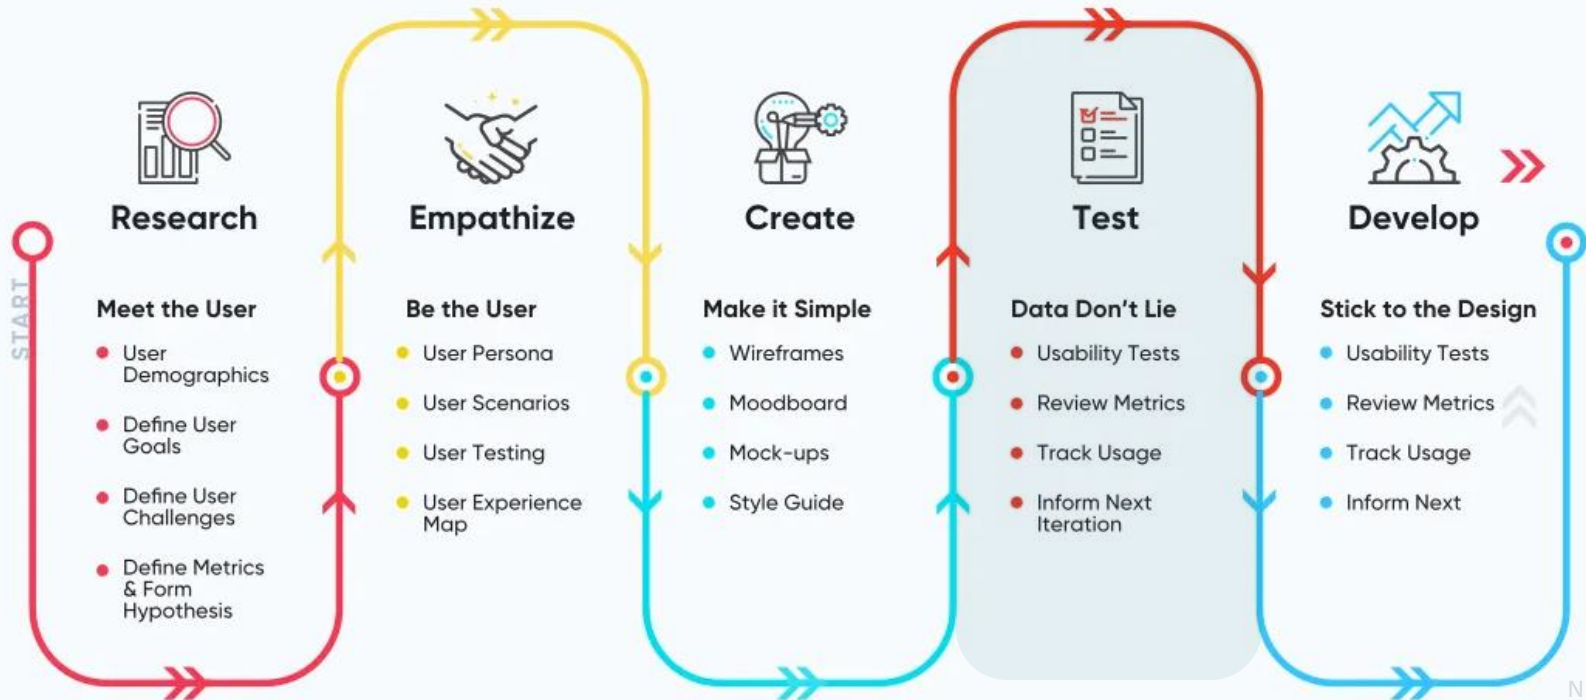 START
Research
Meet the User
User
Demographics
Define User
Goals
Define User
Challenges
Define Metrics
& Form
Hypothesis
Empathize
Be the User
User Persona
User Scenarios
User Testing
User Experience
Map
Create
Make it Simple
Wireframes
Moodboard
Mock-ups
Style Guide
Test
Data Don’t Lie
Usability Tests
Review Metrics
Track Usage
Inform Next
Iteration
Develop
Stick to the Design
Usability Tests
Review Metrics
Track Usage
Inform Next
N